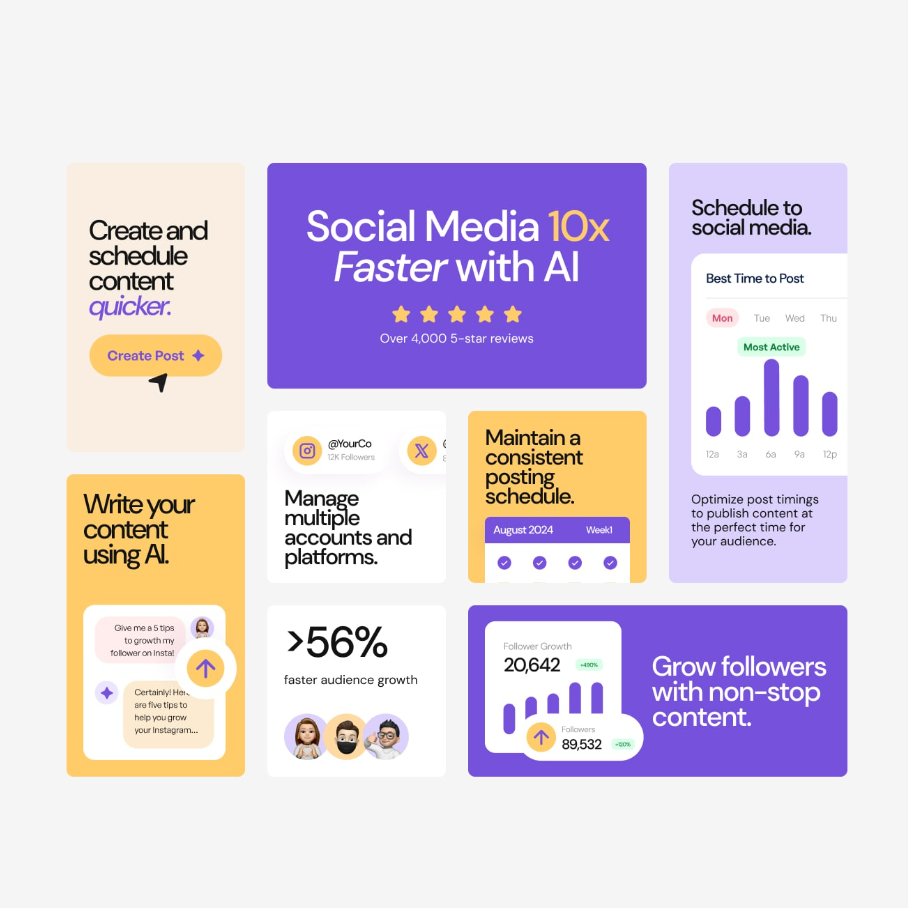 Create and
schedule
content
quicker.
Create Post
Social Media 10x
Faster with AI
Over 4,000 5-star reviews
Schedule to
social media.
Best Time to Post
Mon Tue Wed Thu
Most Active
12a 3a 6a 9a 12p
Optimize post timings
to publish content at
the perfect time for
your audience.
@YourCo
12K Followers
Manage
multiple
accounts and
platforms.
Maintain a
consistent
posting
schedule.
August 2024 Week1
Write your
content
using AI.
Give me a 5 tips
to growth my
follower on Insta!
Certainly! Here
are five tips to
help you grow
your Instagram...
>56%
faster audience growth
Follower Growth
20,642
Followers
89,532
Grow followers
with non-stop
content.